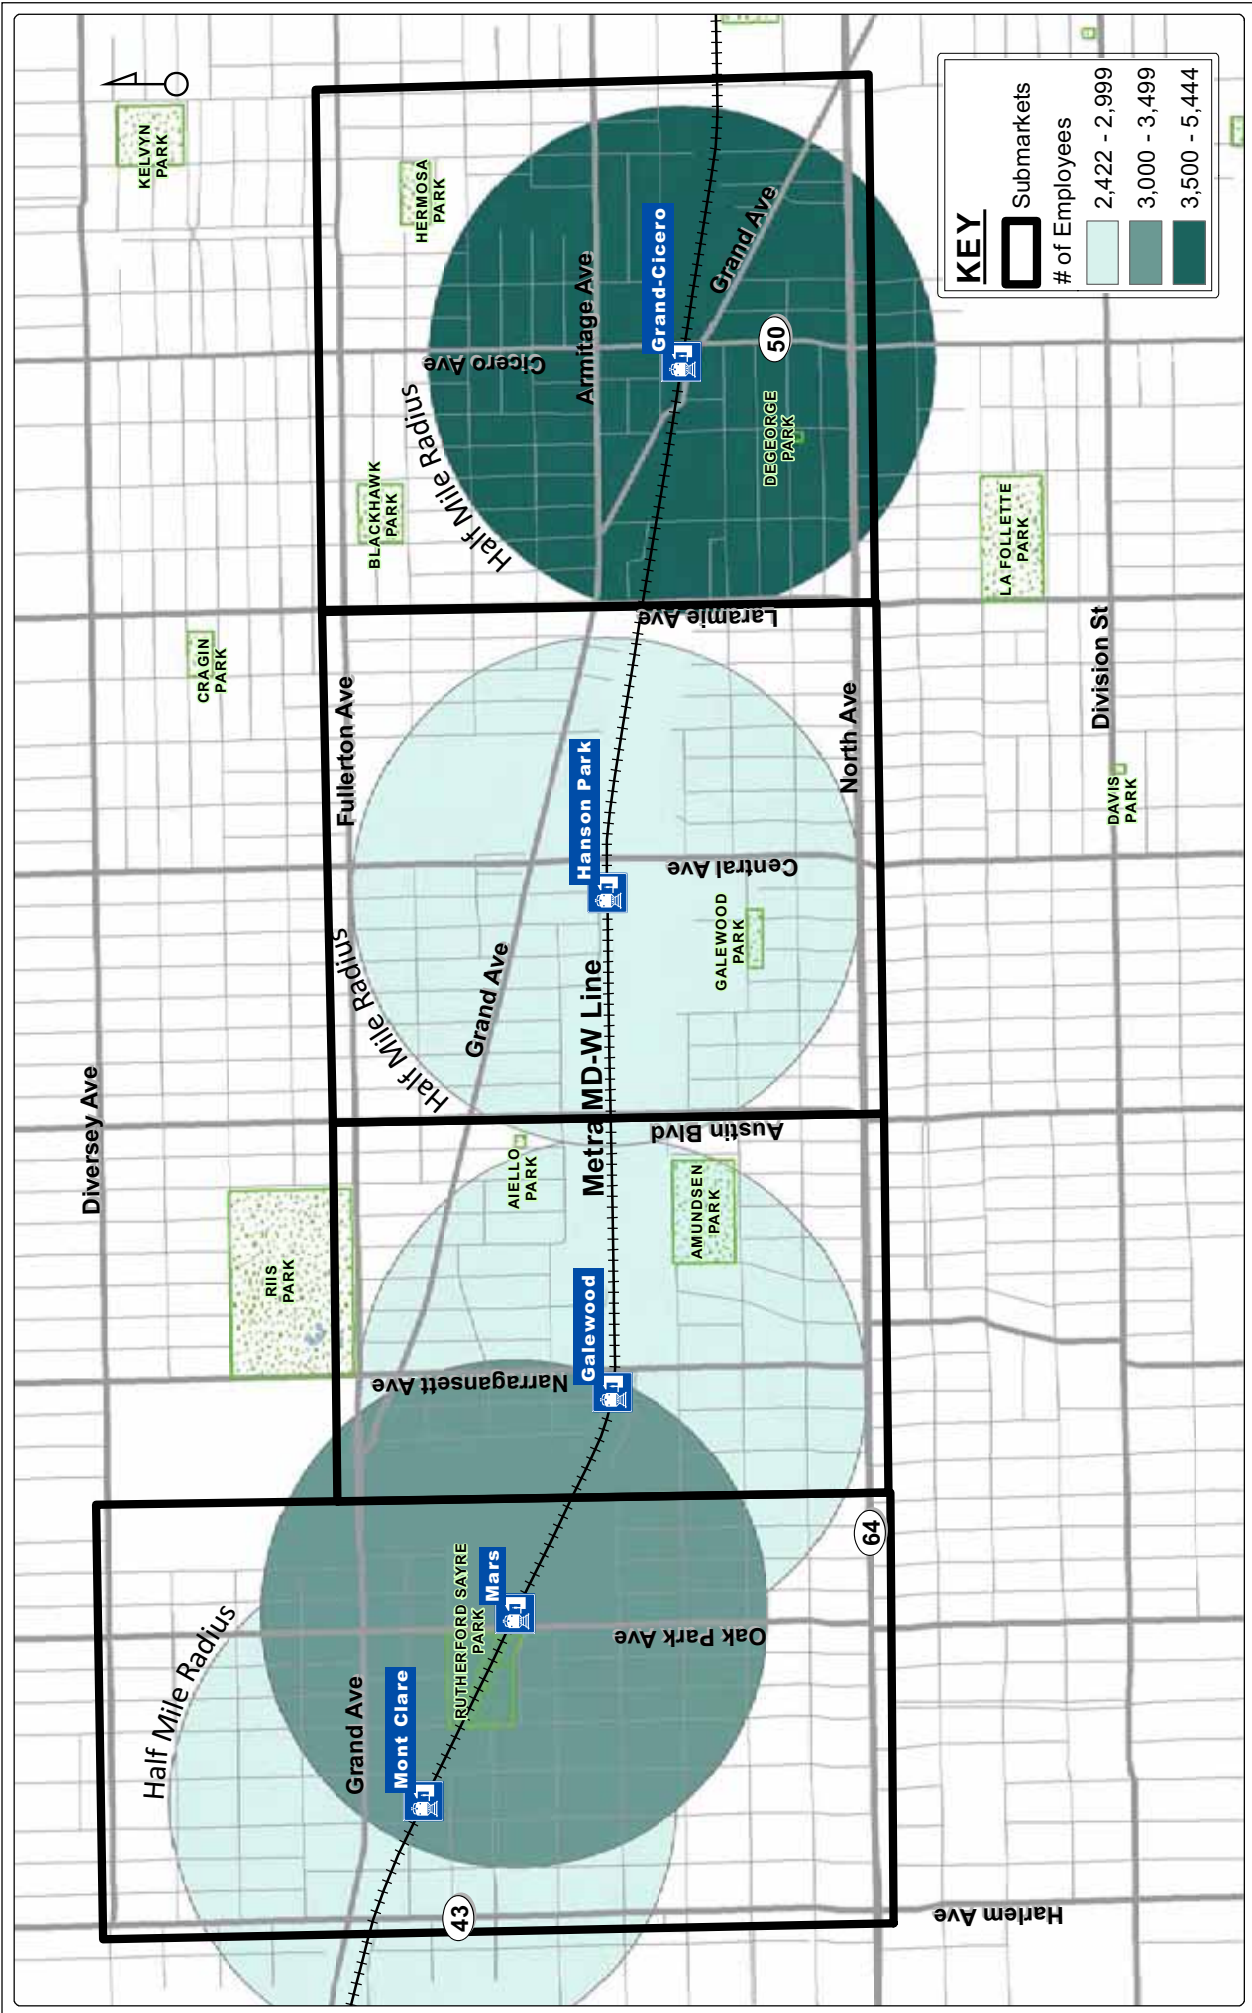 Diversey Ave
KELVYN
PARK
CRAGIN
PARK
RIIS
PARK
Half Mile Radius
Fullerton Ave
HERMOSA
PARK
BLACKHAWK
PARK
Half Mile Radius
Half Mile Radius
Grand Ave
Mont Clare
43
RUTHERFORD SAYRE
PARK
Mars
Narragansett Ave
Grand Ave
AIELLO
PARK
Cicero Ave
Armitage Ave
Galewood
Metra MD-W Line
Hanson Park
Grand-Cicero
Grand Ave
Oak Park Ave
AMUNDSEN
PARK
Austin Blvd
GALEWOOD
PARK
Central Ave
Laramie Ave
DEGEORGE
PARK
50
64
North Ave
Harlem Ave
LA FOLLETTE
PARK
Division St
DAVIS
PARK
KEY
Submarkets
# of Employees
2,422 - 2,999
3,000 - 3,499
3,500 - 5,444